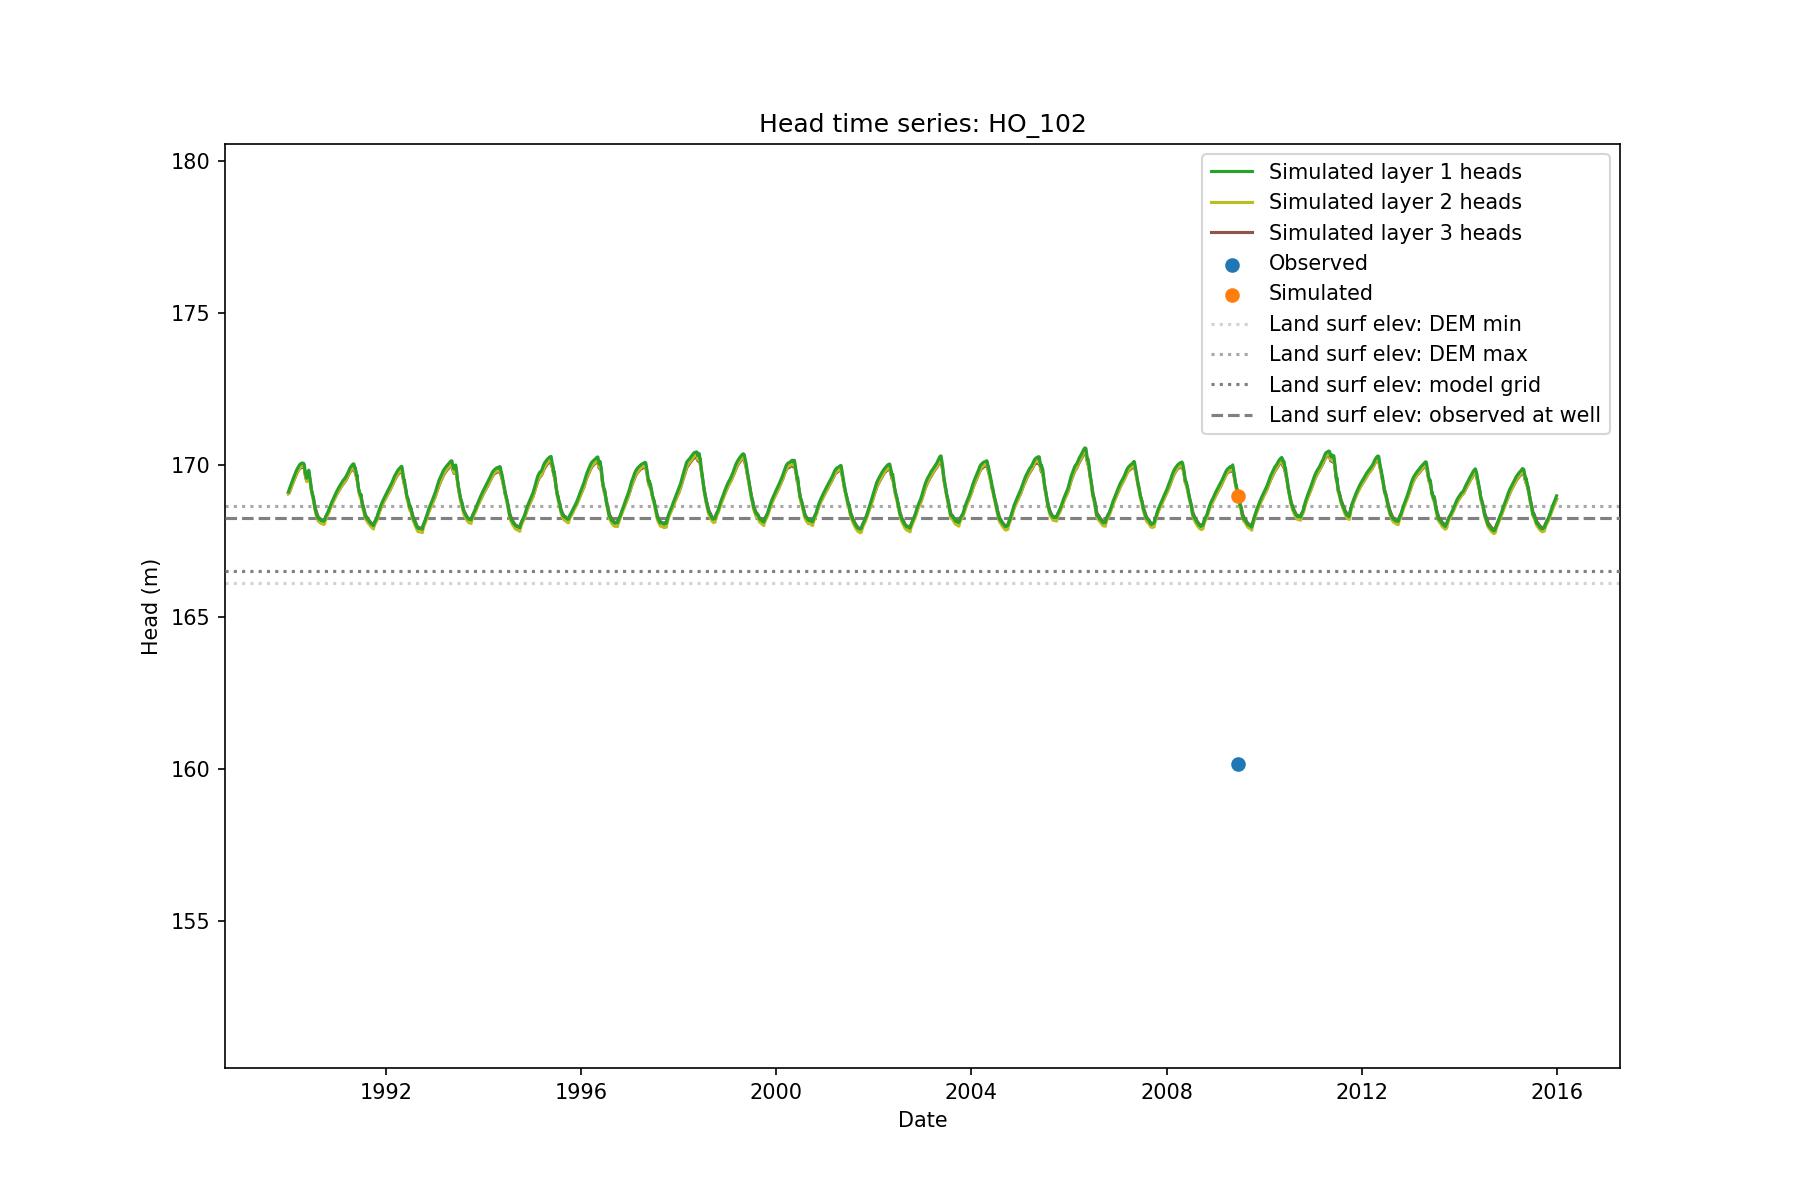 Head time series: HO_102
180
175
170
165
160
155
Head (m)
Simulated layer 1 heads
Simulated layer 2 heads
Simulated layer 3 heads
Observed
Simulated
Land surf elev: DEM min
Land surf elev: DEM max
Land surf elev: model grid
Land surf elev: observed at well
1992
1996
2000
2004
2008
2012
2016
Date